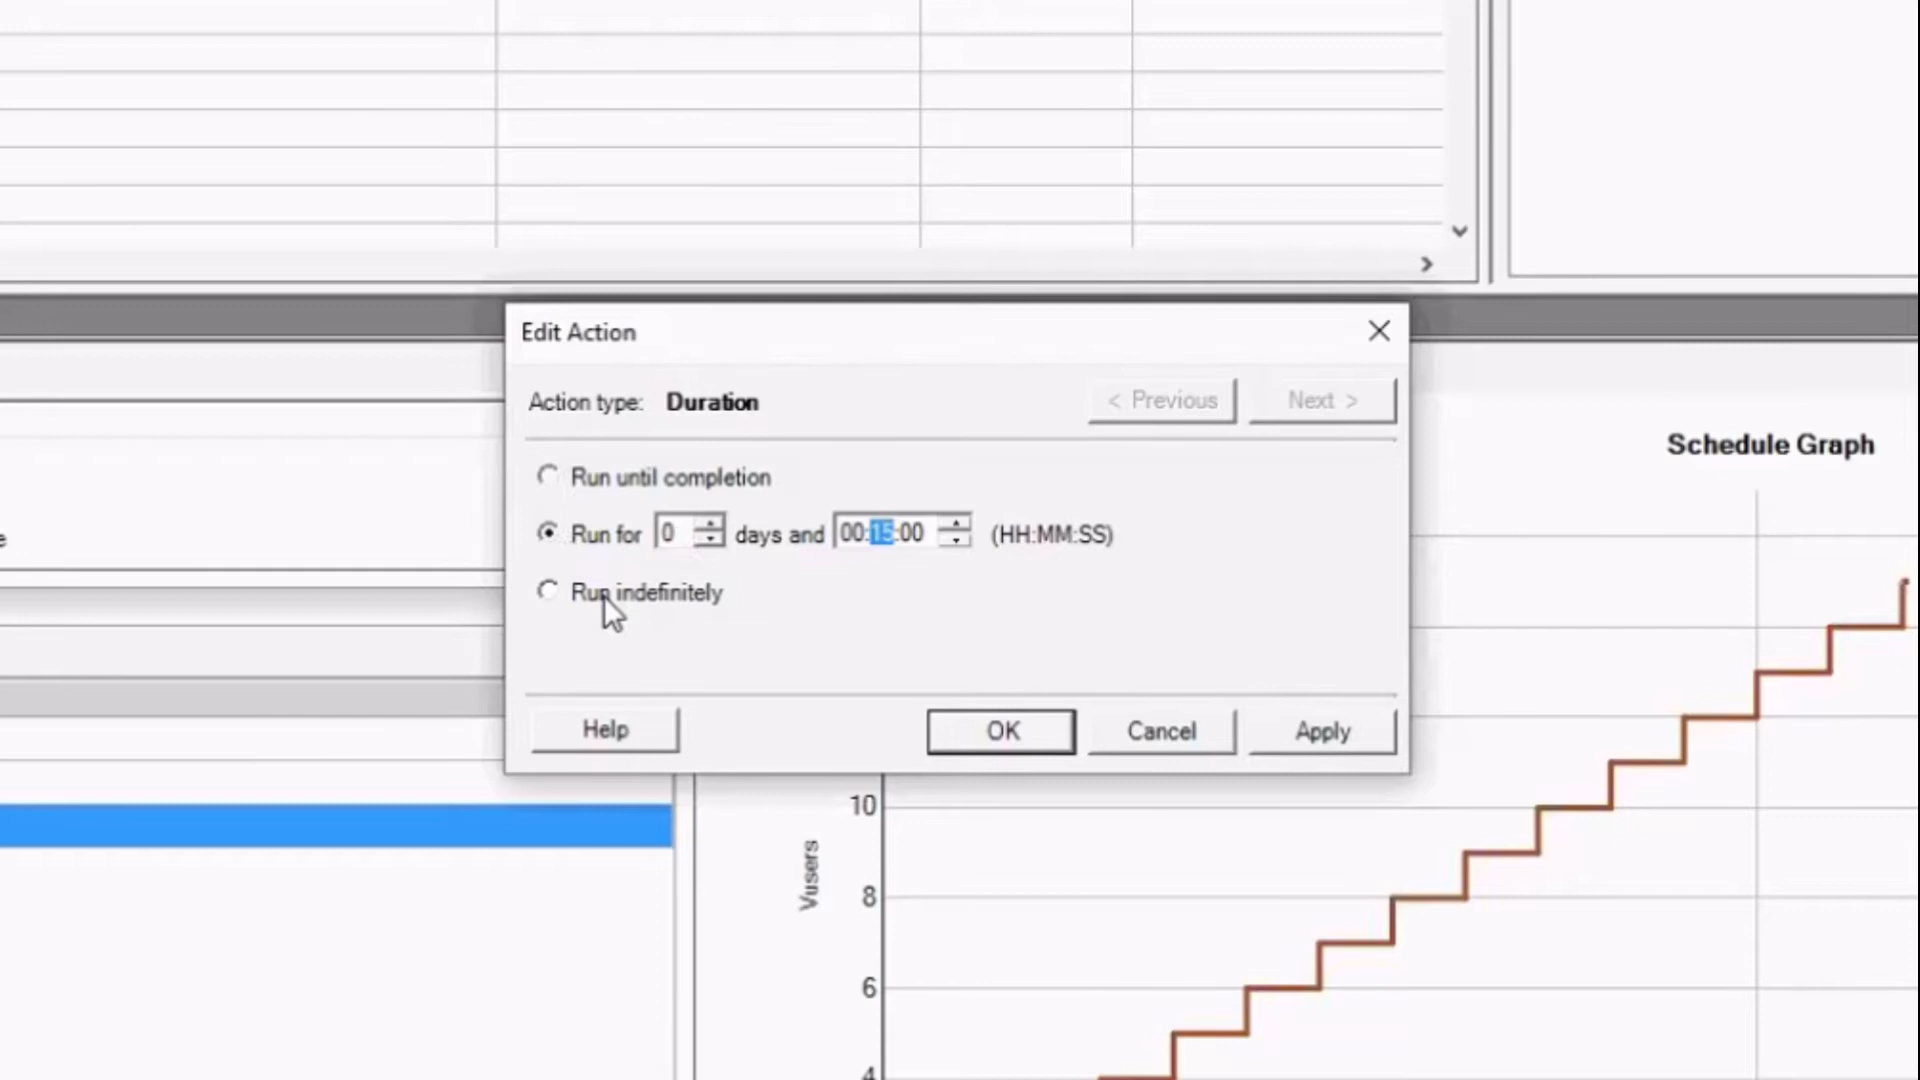 Edit Action
Action type: Duration
< Previous
Next >
Run until completion
Run for 0 days and 00:15:00 (HH:MM:SS)
Run indefinitely
Help
OK
Cancel
Apply
e
Schedule Graph
Vusers
10
8
6
4